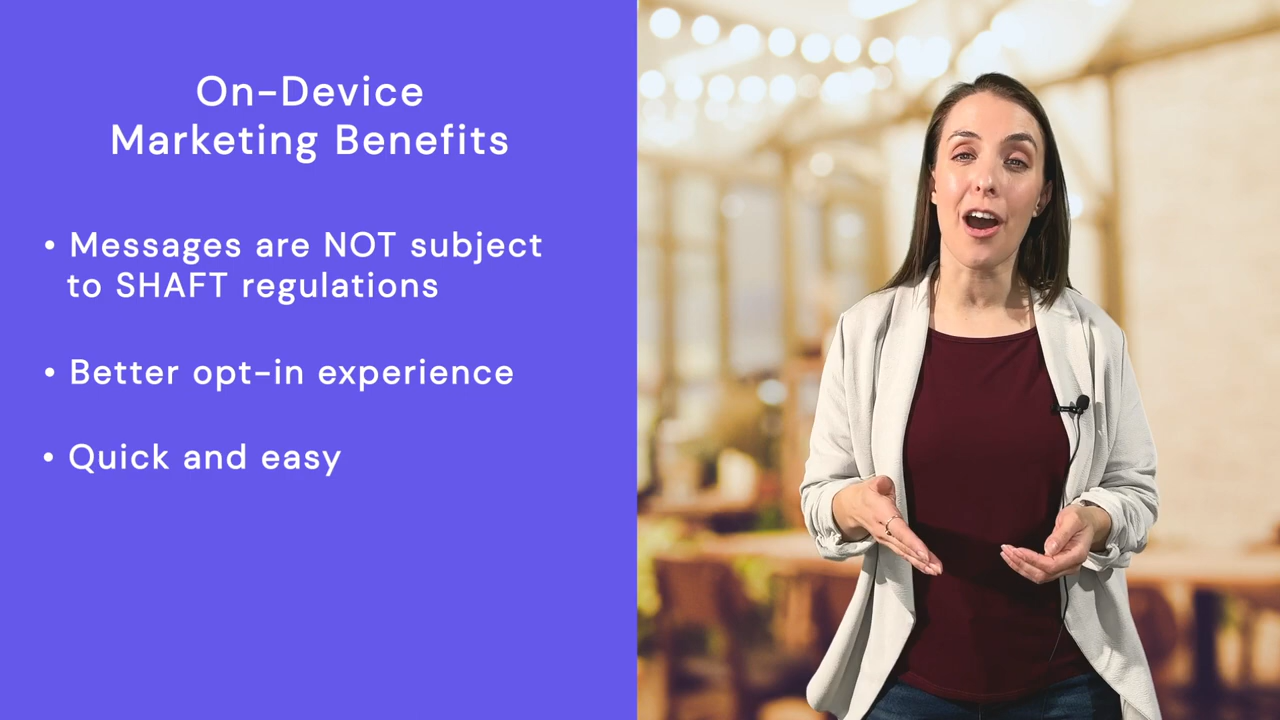 On-Device
Marketing Benefits
• Messages are NOT subject
to SHAFT regulations
• Better opt-in experience
• Quick and easy